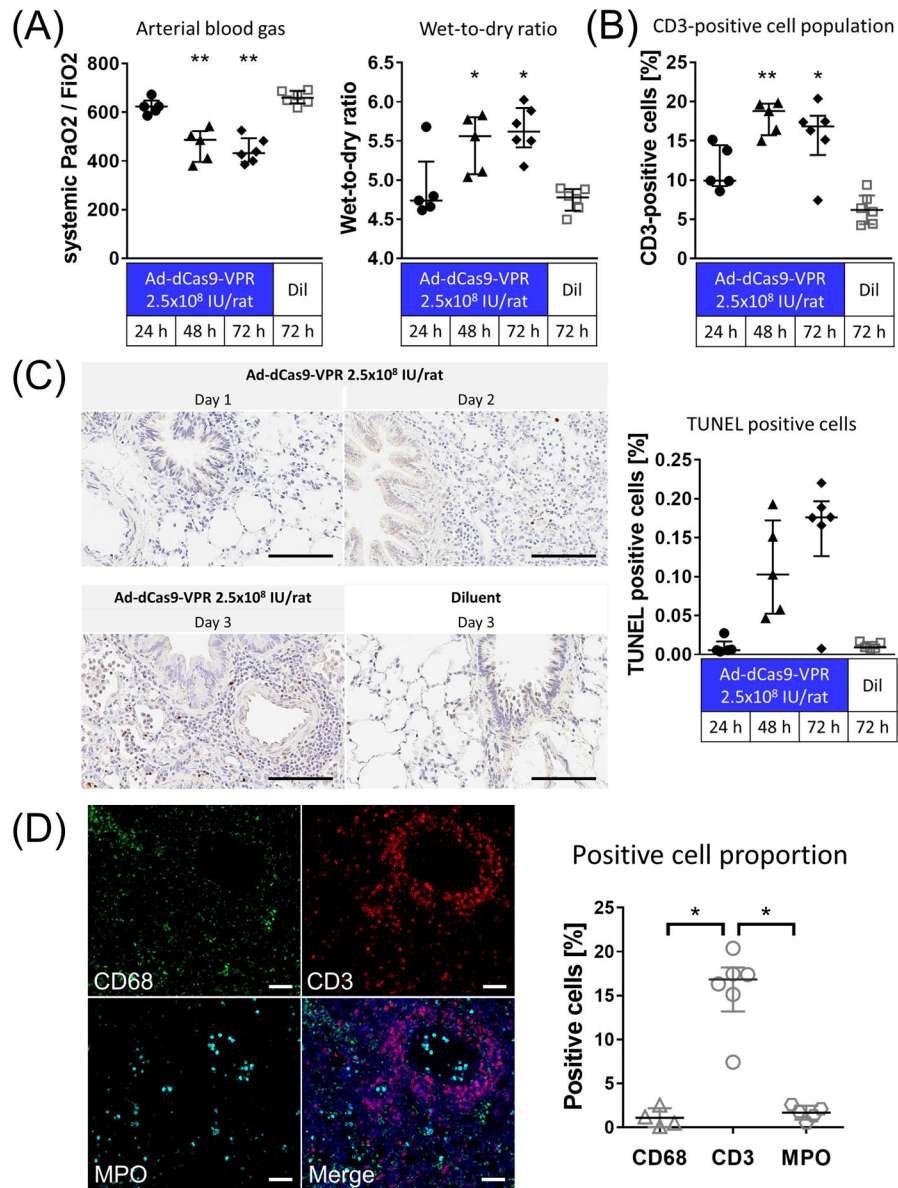 (A)
Arterial blood gas
** **
systemic PaO2 / FiO2
800
600
400
200
0
Ad-dCas9-VPR
2.5x10⁸ IU/rat
Dil
24 h 48 h 72 h 72 h
Wet-to-dry ratio
* *
Wet-to-dry ratio
6.5
6.0
5.5
5.0
4.5
4.0
Ad-dCas9-VPR
2.5x10⁸ IU/rat
Dil
24 h 48 h 72 h 72 h
(B)
CD3-positive cell population
** *
CD3-positive cells [%]
25
20
15
10
5
0
Ad-dCas9-VPR
2.5x10⁸ IU/rat
Dil
24 h 48 h 72 h 72 h
(C)
Ad-dCas9-VPR 2.5x10⁸ IU/rat
Day 1 Day 2
Ad-dCas9-VPR 2.5x10⁸ IU/rat Diluent
Day 3 Day 3
TUNEL positive cells
TUNEL positive cells [%]
0.25
0.20
0.15
0.10
0.05
0.00
Ad-dCas9-VPR
2.5x10⁸ IU/rat
Dil
24 h 48 h 72 h 72 h
(D)
CD68 CD3
MPO Merge
Positive cell proportion
* *
Positive cells [%]
25
20
15
10
5
0
CD68 CD3 MPO